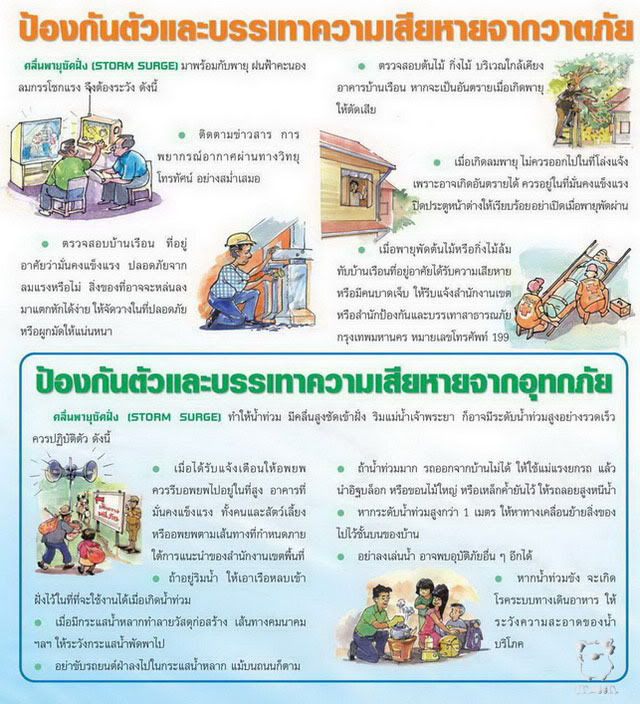 ป้องกันตัวและบรรเทาความเสียหายจากวาตภัย
คลื่นพายุซัดฝั่ง (STORM SURGE) มาพร้อมกับพายุ ฝนฟ้าคะนอง
ลมกรรโชกแรง จึงต้องระวัง ดังนี้
• ติดตามข่าวสาร การ
พยากรณ์อากาศผ่านทางวิทยุ
โทรทัศน์ อย่างสม่ำเสมอ
• ตรวจสอบบ้านเรือน ที่อยู่
อาศัยว่ามั่นคงแข็งแรง ปลอดภัยจาก
ลมแรงหรือไม่ สิ่งของที่อาจจะหล่นลง
มาแตกหักได้ง่าย ให้จัดวางในที่ปลอดภัย
หรือผูกมัดให้แน่นหนา
• ตรวจสอบต้นไม้ กิ่งไม้ บริเวณใกล้เคียง
อาคารบ้านเรือน หากจะเป็นอันตรายเมื่อเกิดพายุ
ให้ตัดเสีย
• เมื่อเกิดลมพายุ ไม่ควรออกไปในที่โล่งแจ้ง
เพราะอาจเกิดอันตรายได้ ควรอยู่ในที่มั่นคงแข็งแรง
ปิดประตูหน้าต่างให้เรียบร้อยอย่าเปิดเมื่อพายุพัดผ่าน
• เมื่อพายุพัดต้นไม้หรือกิ่งไม้ล้ม
ทับบ้านเรือนที่อยู่อาศัยได้รับความเสียหาย
หรือมีคนบาดเจ็บ ให้รีบแจ้งสำนักงานเขต
หรือสำนักป้องกันและบรรเทาสาธารณภัย
กรุงเทพมหานคร หมายเลขโทรศัพท์ 199
ป้องกันตัวและบรรเทาความเสียหายจากอุทกภัย
คลื่นพายุซัดฝั่ง (STORM SURGE) ทำให้น้ำท่วม มีคลื่นสูงซัดเข้าฝั่ง ริมแม่น้ำเจ้าพระยา ก็อาจมีระดับน้ำท่วมสูงอย่างรวดเร็ว
ควรปฏิบัติตัว ดังนี้
• เมื่อได้รับแจ้งเตือนให้อพยพ
ควรรีบอพยพไปอยู่ในที่สูง อาคารที่
มั่นคงแข็งแรง ทั้งคนและสัตว์เลี้ยง
หรืออพยพตามเส้นทางที่กำหนดภาย
ใต้การแนะนำของสำนักงานเขตพื้นที่
• ถ้าอยู่ริมน้ำ ให้เอาเรือหลบเข้า
ฝั่งไว้ในที่ที่จะใช้งานได้เมื่อเกิดน้ำท่วม
• เมื่อมีกระแสน้ำหลากทำลายวัสดุก่อสร้าง เส้นทางคมนาคม
ฯลฯ ให้ระวังกระแสน้ำพัดพาไป
• อย่าขับรถยนต์ฝ่าลงไปในกระแสน้ำหลาก แม้บนถนนก็ตาม
• ถ้าน้ำท่วมมาก รถออกจากบ้านไม่ได้ ให้ใช้แม่แรงยกรถ แล้ว
นำอิฐบล็อก หรือขอนไม้ใหญ่ หรือเหล็กค้ำยันไว้ ให้รถลอยสูงหนีน้ำ
• หากระดับน้ำท่วมสูงกว่า 1 เมตร ให้หาทางเคลื่อนย้ายสิ่งของ
ไปไว้ชั้นบนของบ้าน
• อย่าลงเล่นน้ำ อาจพบอุบัติภัยอื่น ๆ อีกได้
• หากน้ำท่วมขัง จะเกิด
โรคระบบทางเดินอาหาร ให้
ระวังความสะอาดของน้ำ
บริโภค